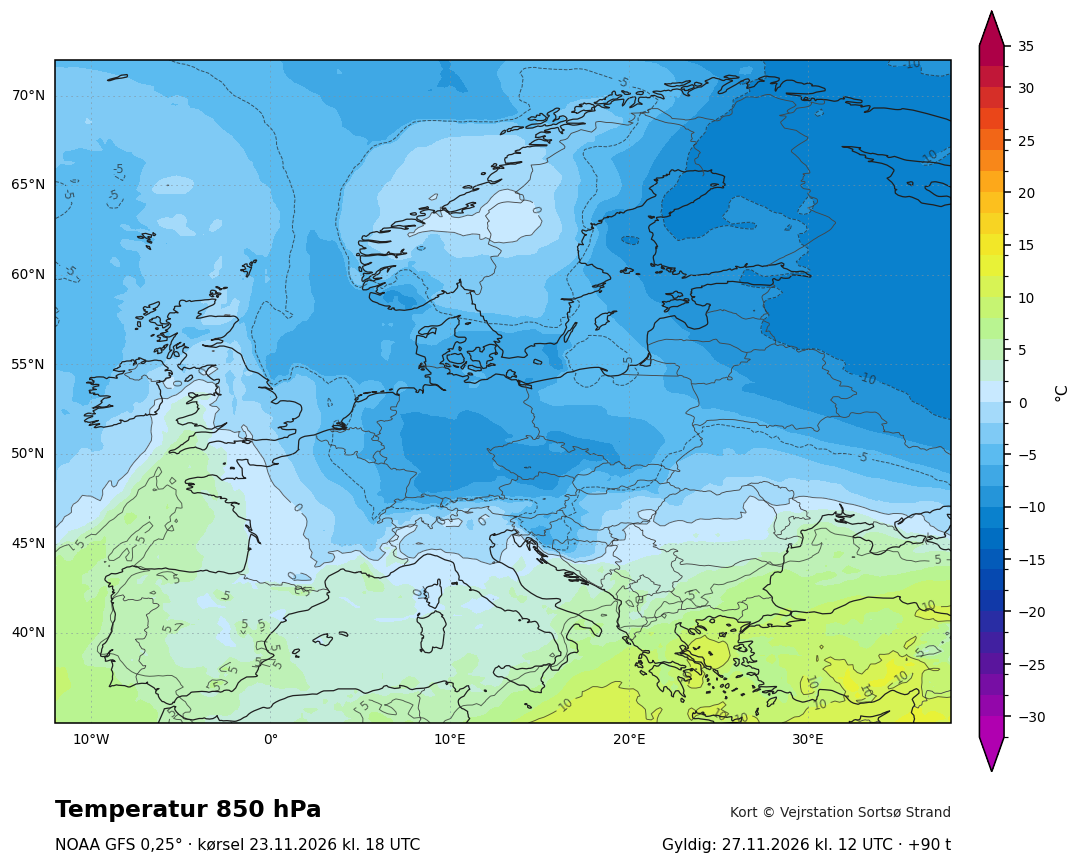 70°N
65°N
60°N
55°N
50°N
45°N
40°N
10°W
0°
10°E
20°E
30°E
35
30
25
20
15
10
5
0
−5
−10
−15
−20
−25
−30
°C
Temperatur 850 hPa
Kort © Vejrstation Sortsø Strand
NOAA GFS 0,25° · kørsel 23.11.2026 kl. 18 UTC
Gyldig: 27.11.2026 kl. 12 UTC · +90 t